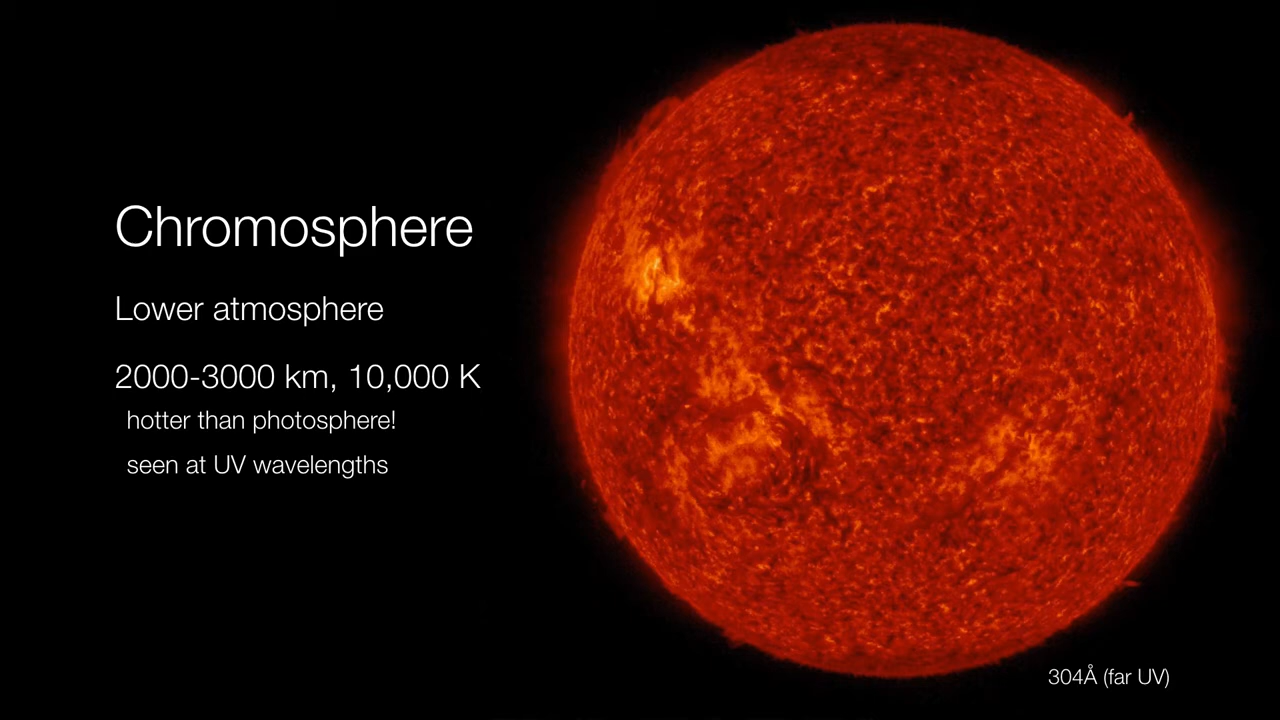 Chromosphere
Lower atmosphere
2000-3000 km, 10,000 K
hotter than photosphere!
seen at UV wavelengths
304Å (far UV)